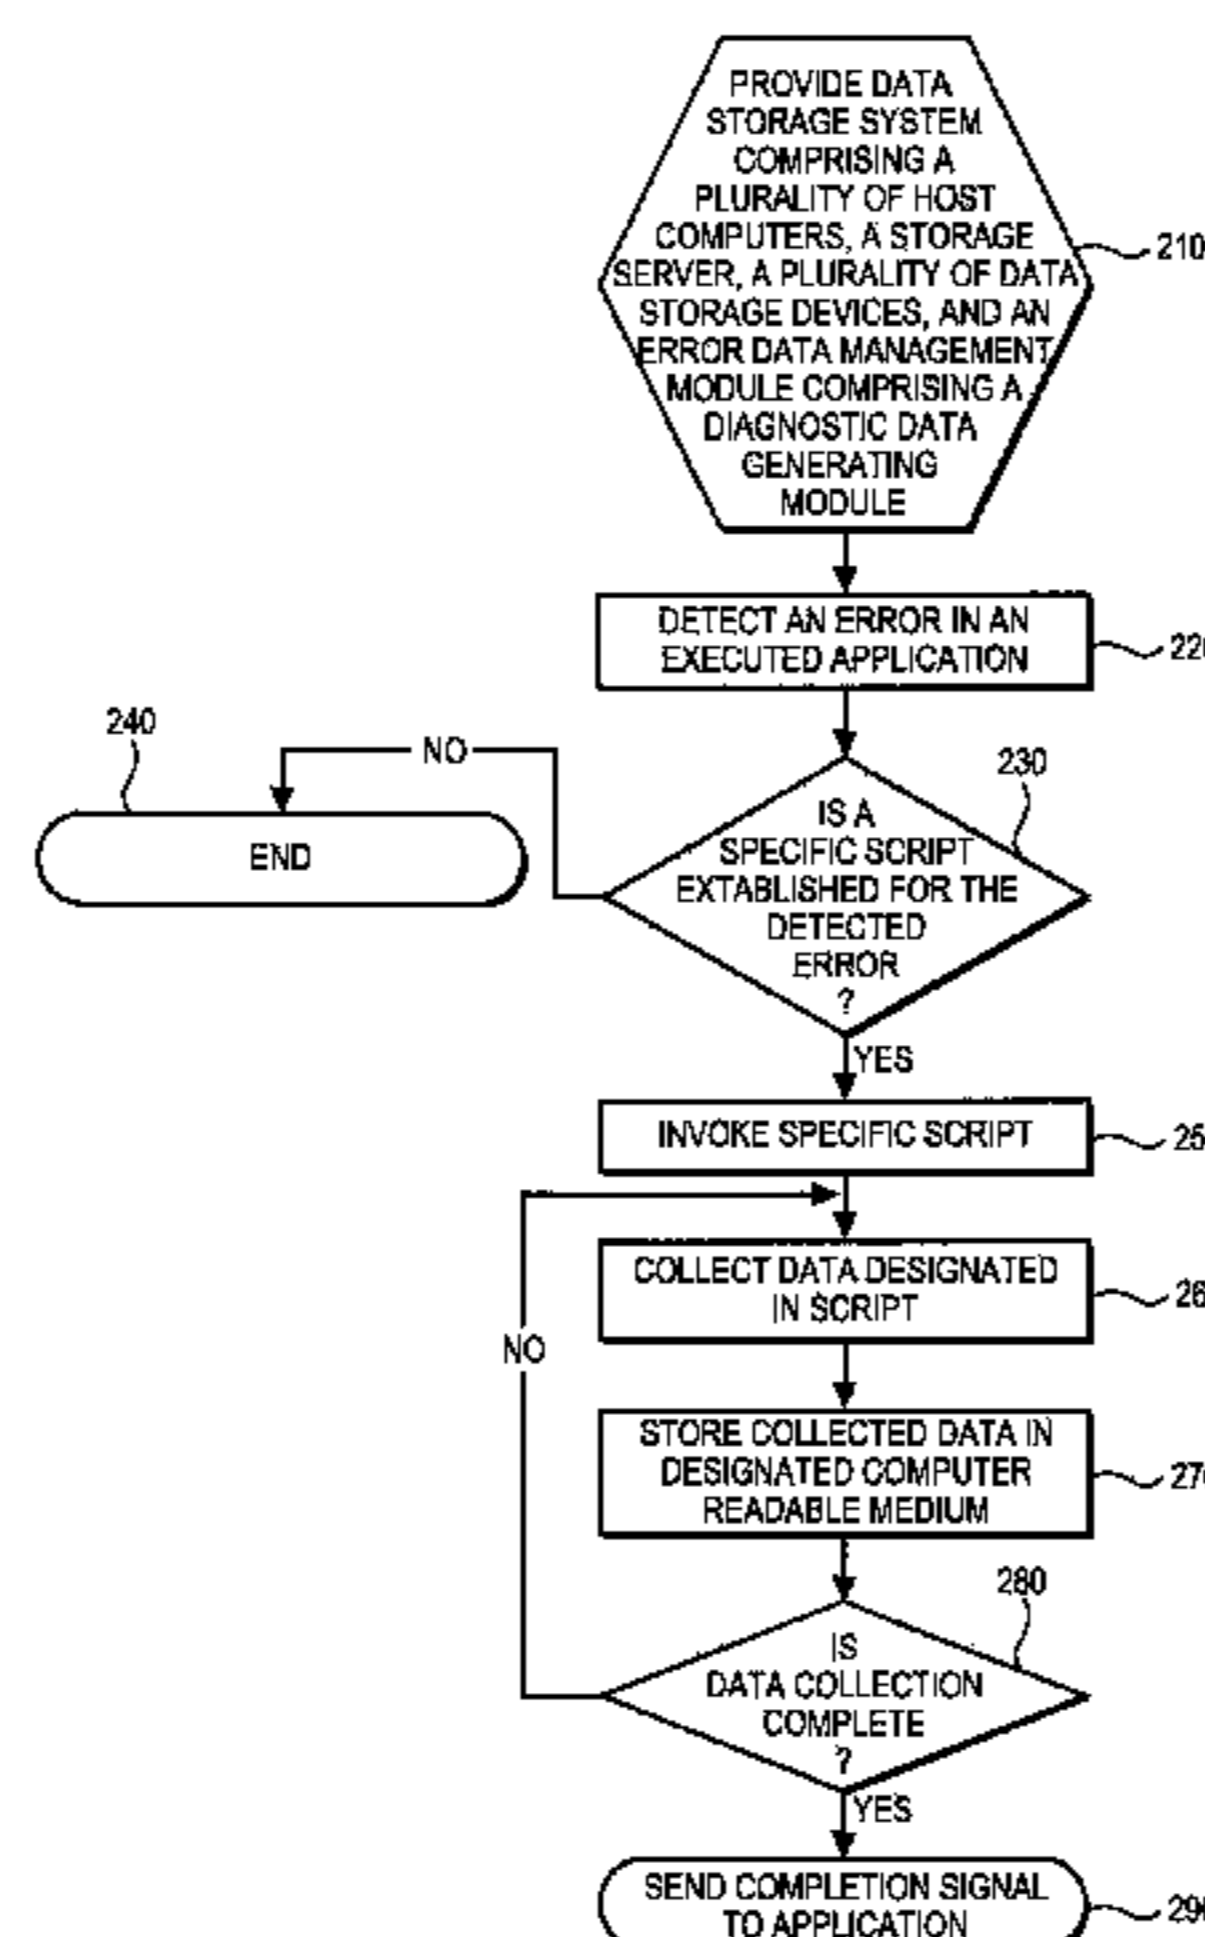 PROVIDE DATA
STORAGE SYSTEM
COMPRISING A
PLURALITY OF HOST
COMPUTERS, A STORAGE
SERVER, A PLURALITY OF DATA
STORAGE DEVICES, AND AN
ERROR DATA MANAGEMENT
MODULE COMPRISING A
DIAGNOSTIC DATA
GENERATING
MODULE
210
DETECT AN ERROR IN AN
EXECUTED APPLICATION
240
NO
230
END
IS A
SPECIFIC SCRIPT
EXTABLISHED FOR THE
DETECTED
ERROR
?
YES
INVOKE SPECIFIC SCRIPT
COLLECT DATA DESIGNATED
IN SCRIPT
NO
STORE COLLECTED DATA IN
DESIGNATED COMPUTER
READABLE MEDIUM
280
IS
DATA COLLECTION
COMPLETE
?
YES
SEND COMPLETION SIGNAL
TO APPLICATION